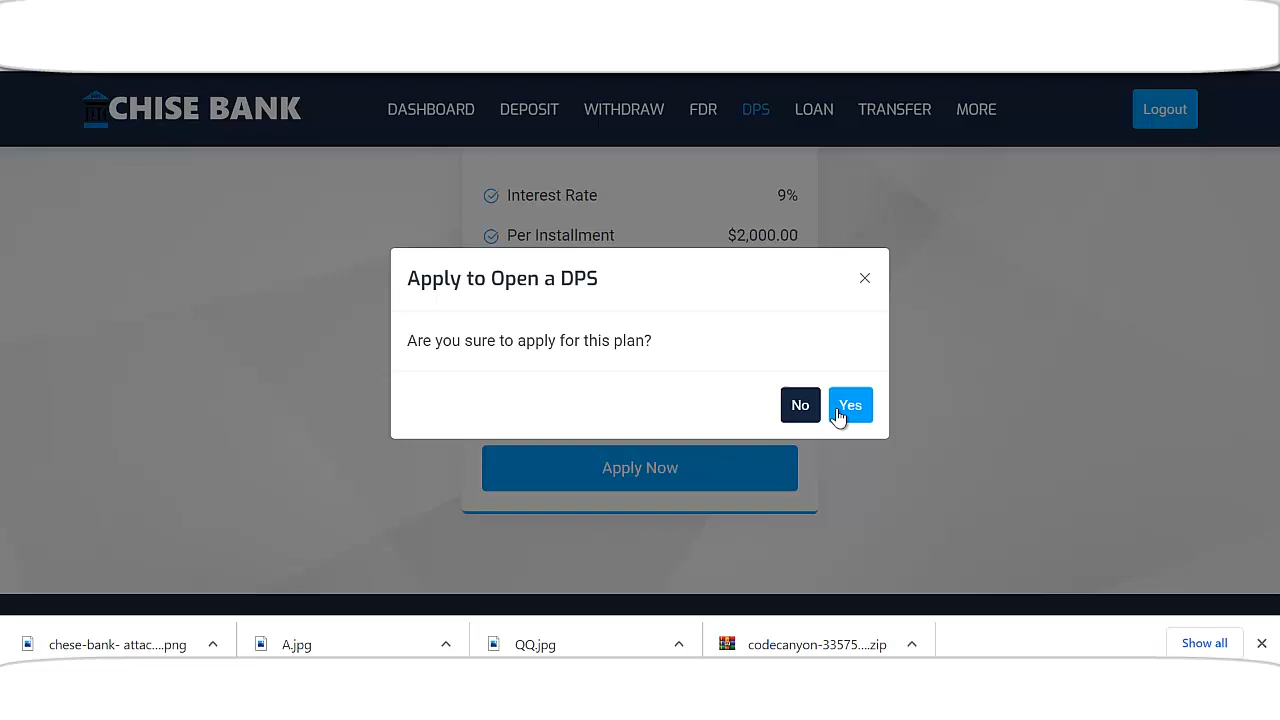 CHISE BANK
DASHBOARD DEPOSIT WITHDRAW FDR DPS LOAN TRANSFER MORE Logout
Interest Rate 9%
Per Installment $2,000.00
Apply to Open a DPS
Are you sure to apply for this plan?
No Yes
Apply Now
chese-bank- attac....png A.jpg QQ.jpg codecanyon-33575....zip Show all